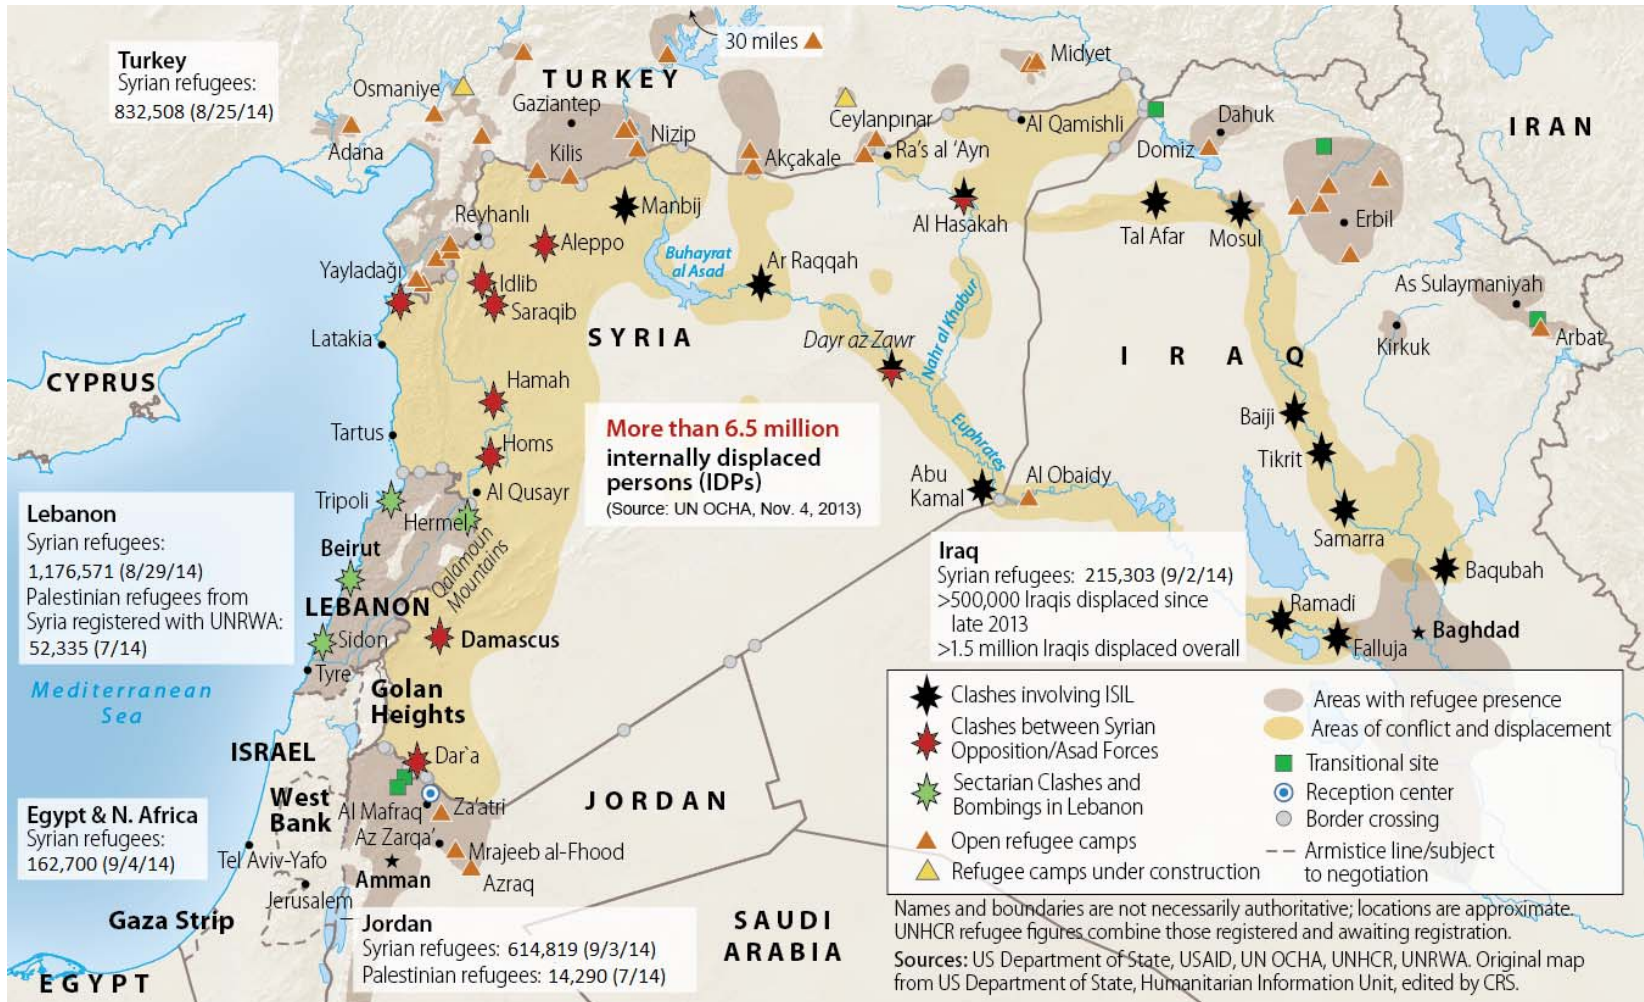 30 miles
Midyet
Turkey
Syrian refugees:
832,508 (8/25/14)
TURKEY
Osmaniye
Gaziantep
Nizip
Ceylanpınar
Al Qamishli
Dahuk
IRAN
Adana
Kilis
Akçakale
Ra's al 'Ayn
Domiz
Reyhanlı
Manbij
Al Hasakah
Tal Afar
Mosul
Erbil
Aleppo
Buhayrat
al Asad
Ar Raqqah
Yayladağı
Idlib
Saraqib
As Sulaymaniyah
Latakia
SYRIA
Dayr az Zawr
Nahr al Khabur
IRAQ
Kirkuk
Arbat
CYPRUS
Hamah
Baiji
Tartus
Homs
More than 6.5 million
internally displaced
persons (IDPs)
(Source: UN OCHA, Nov. 4, 2013)
Euphrates
Tikrit
Abu
Kamal
Al Obaidy
Tripoli
Hermel
Al Qusayr
Samarra
Lebanon
Syrian refugees:
1,176,571 (8/29/14)
Palestinian refugees from
Syria registered with UNRWA:
52,335 (7/14)
Beirut
Qalamoun
Mountains
LEBANON
Iraq
Syrian refugees: 215,303 (9/2/14)
>500,000 Iraqis displaced since
late 2013
>1.5 million Iraqis displaced overall
Baqubah
Ramadi
Baghdad
Falluja
Sidon
Damascus
Tyre
Mediterranean
Sea
Golan
Heights
ISRAEL
Dar`a
West
Bank
Al Mafraq
Za'atri
JORDAN
Az Zarqa'
Mrajeeb al-Fhood
Azraq
Amman
Egypt & N. Africa
Syrian refugees:
162,700 (9/4/14)
Tel Aviv-Yafo
Jerusalem
Gaza Strip
EGYPT
Jordan
Syrian refugees: 614,819 (9/3/14)
Palestinian refugees: 14,290 (7/14)
SAUDI
ARABIA
Clashes involving ISIL
Clashes between Syrian
Opposition/Asad Forces
Sectarian Clashes and
Bombings in Lebanon
Open refugee camps
Refugee camps under construction
Areas with refugee presence
Areas of conflict and displacement
Transitional site
Reception center
Border crossing
Armistice line/subject
to negotiation
Names and boundaries are not necessarily authoritative; locations are approximate.
UNHCR refugee figures combine those registered and awaiting registration.
Sources: US Department of State, USAID, UN OCHA, UNHCR, UNRWA. Original map
from US Department of State, Humanitarian Information Unit, edited by CRS.